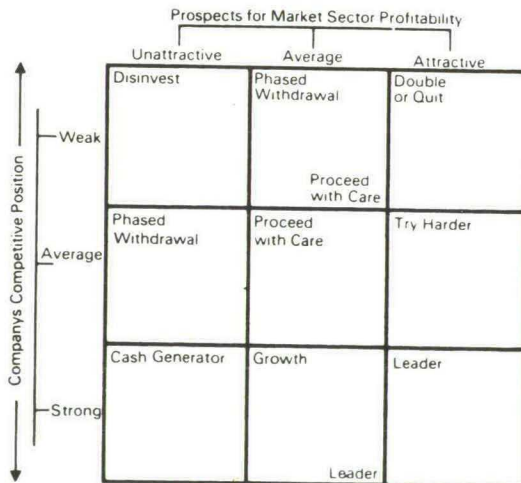 Prospects for Market Sector Profitability
Unattractive Average Attractive
Companys Competitive Position
Weak
Disinvest
Phased
Withdrawal
Proceed
with Care
Double
or Quit
Average
Phased
Withdrawal
Proceed
with Care
Try Harder
Strong
Cash Generator
Growth
Leader
Leader